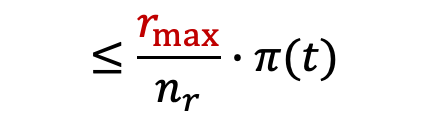 ≤ r_max / n_r · π(t)